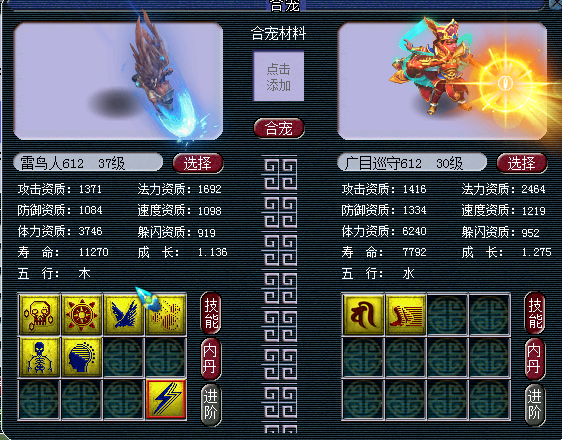 合宠
合宠材料
点击
添加
合宠
雷鸟人612 37级
选择
攻击资质：1371 法力资质：1692
防御资质：1084 速度资质：1098
体力资质：3746 躲闪资质：919
寿 命： 11270 成 长： 1.136
五 行： 木
技能
内丹
进阶
广目巡守612 30级
选择
攻击资质：1416 法力资质：2464
防御资质：1334 速度资质：1219
体力资质：6240 躲闪资质：952
寿 命： 7792 成 长： 1.275
五 行： 水
技能
内丹
进阶